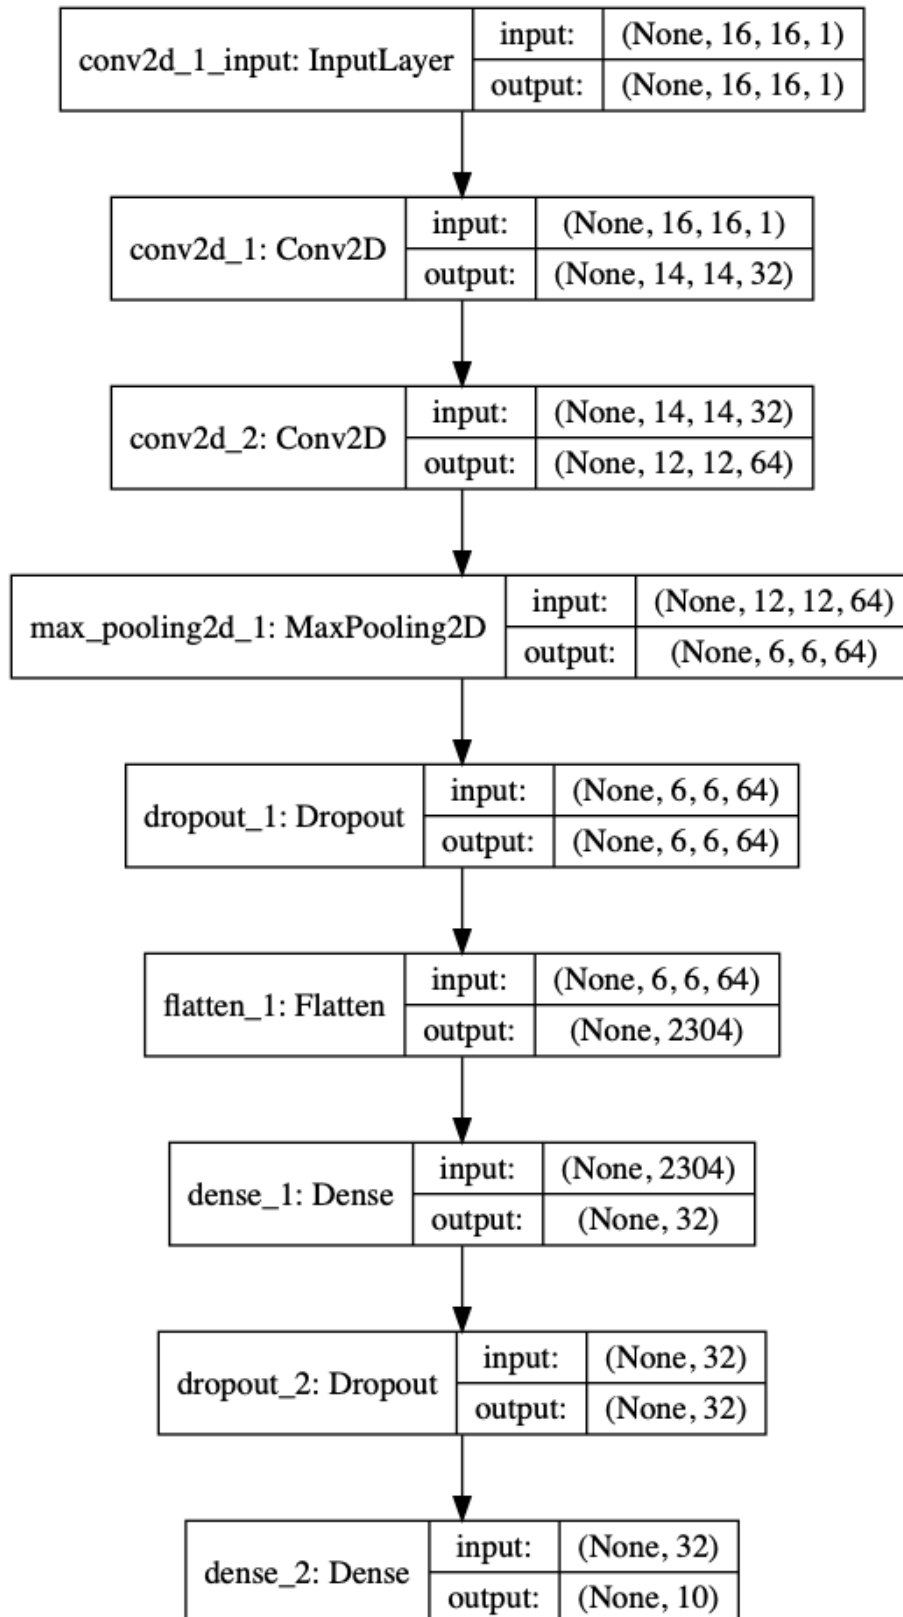 conv2d_1_input: InputLayer
input: (None, 16, 16, 1)
output: (None, 16, 16, 1)
conv2d_1: Conv2D
input: (None, 16, 16, 1)
output: (None, 14, 14, 32)
conv2d_2: Conv2D
input: (None, 14, 14, 32)
output: (None, 12, 12, 64)
max_pooling2d_1: MaxPooling2D
input: (None, 12, 12, 64)
output: (None, 6, 6, 64)
dropout_1: Dropout
input: (None, 6, 6, 64)
output: (None, 6, 6, 64)
flatten_1: Flatten
input: (None, 6, 6, 64)
output: (None, 2304)
dense_1: Dense
input: (None, 2304)
output: (None, 32)
dropout_2: Dropout
input: (None, 32)
output: (None, 32)
dense_2: Dense
input: (None, 32)
output: (None, 10)